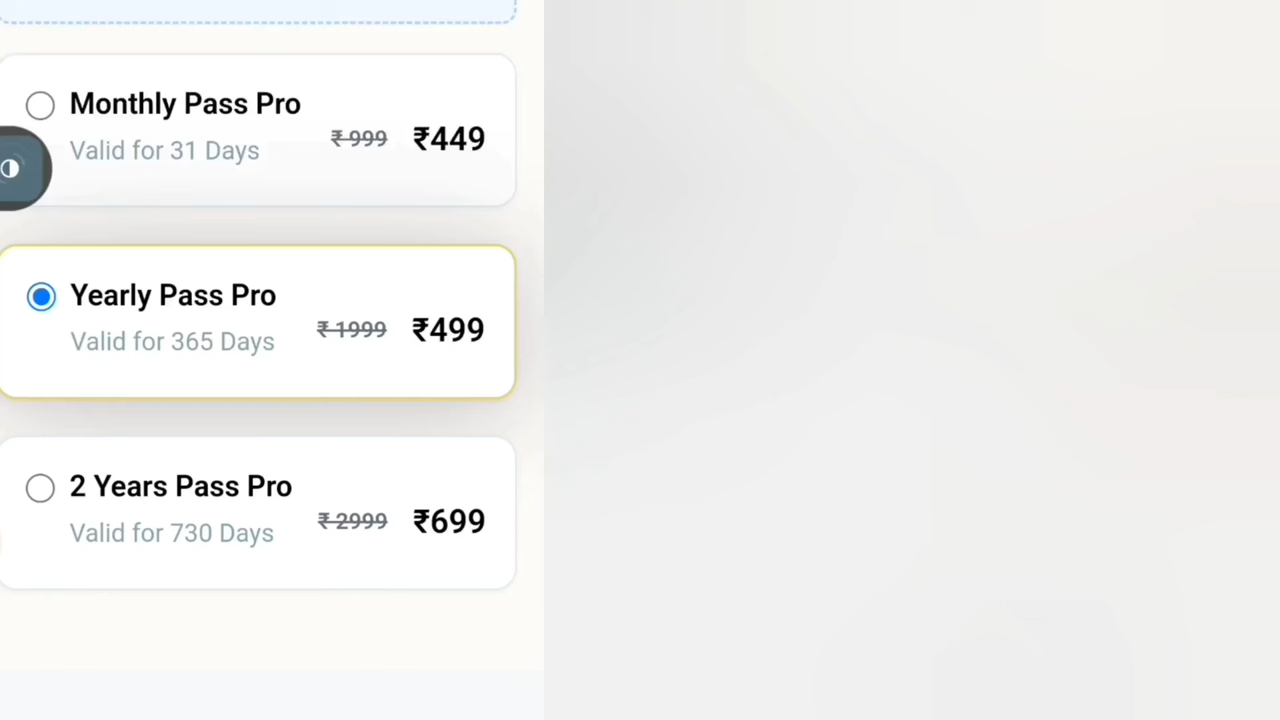 Monthly Pass Pro
Valid for 31 Days
₹ 999 ₹449
Yearly Pass Pro
Valid for 365 Days
₹ 1999 ₹499
2 Years Pass Pro
Valid for 730 Days
₹ 2999 ₹699